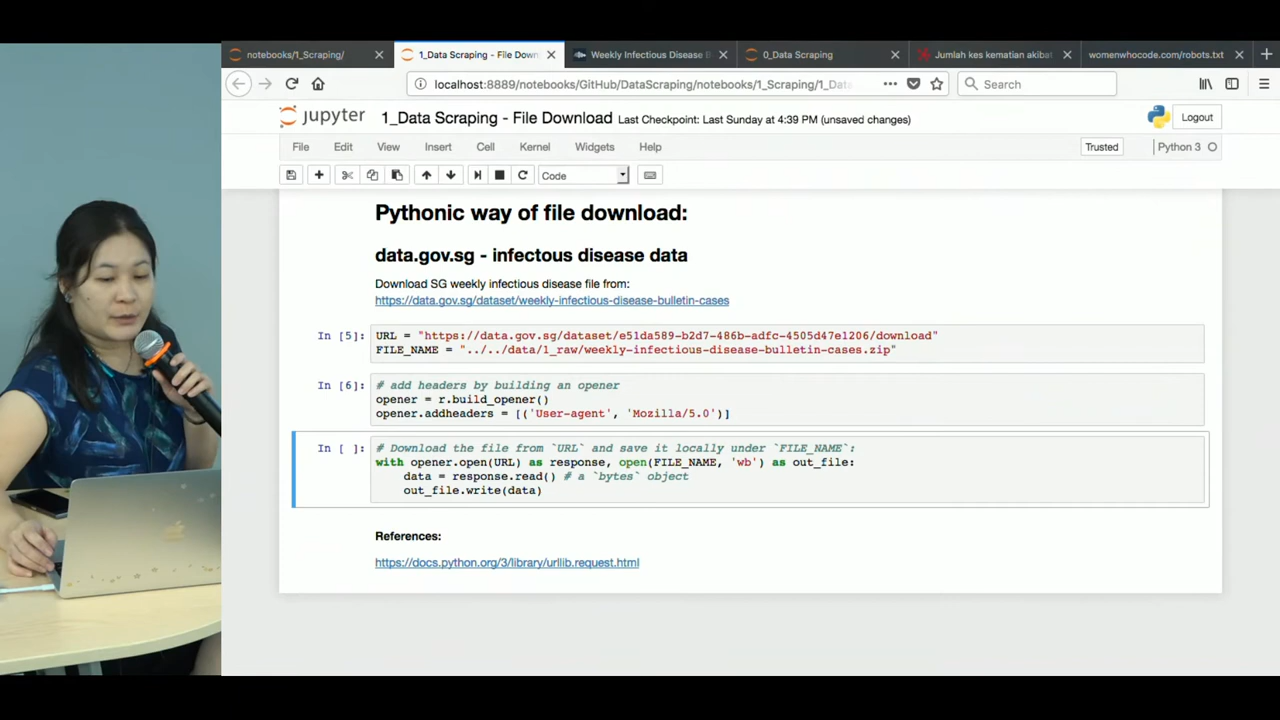 notebooks/1_Scraping/
1_Data Scraping - File Down
Weekly Infectious Disease
0_Data Scraping
Jumlah kes kematian akibat
womenwhocode.com/robots.txt
localhost:8889/notebooks/GitHub/DataScraping/notebooks/1_Scraping/1_Data
Search
jupyter
1_Data Scraping - File Download Last Checkpoint: Last Sunday at 4:39 PM (unsaved changes)
Logout
File Edit View Insert Cell Kernel Widgets Help
Trusted
Python 3
Code
Pythonic way of file download:
data.gov.sg - infectous disease data
Download SG weekly infectious disease file from:
https://data.gov.sg/dataset/weekly-infectious-disease-bulletin-cases
In [5]: URL = "https://data.gov.sg/dataset/e51da589-b2d7-486b-adfc-4505d47e1206/download"
FILE_NAME = "../../data/1_raw/weekly-infectious-disease-bulletin-cases.zip"
In [6]: # add headers by building an opener
opener = r.build_opener()
opener.addheaders = [('User-agent', 'Mozilla/5.0')]
In [ ]: # Download the file from `URL` and save it locally under `FILE_NAME`:
with opener.open(URL) as response, open(FILE_NAME, 'wb') as out_file:
data = response.read() # a `bytes` object
out_file.write(data)
References:
https://docs.python.org/3/library/urllib.request.html